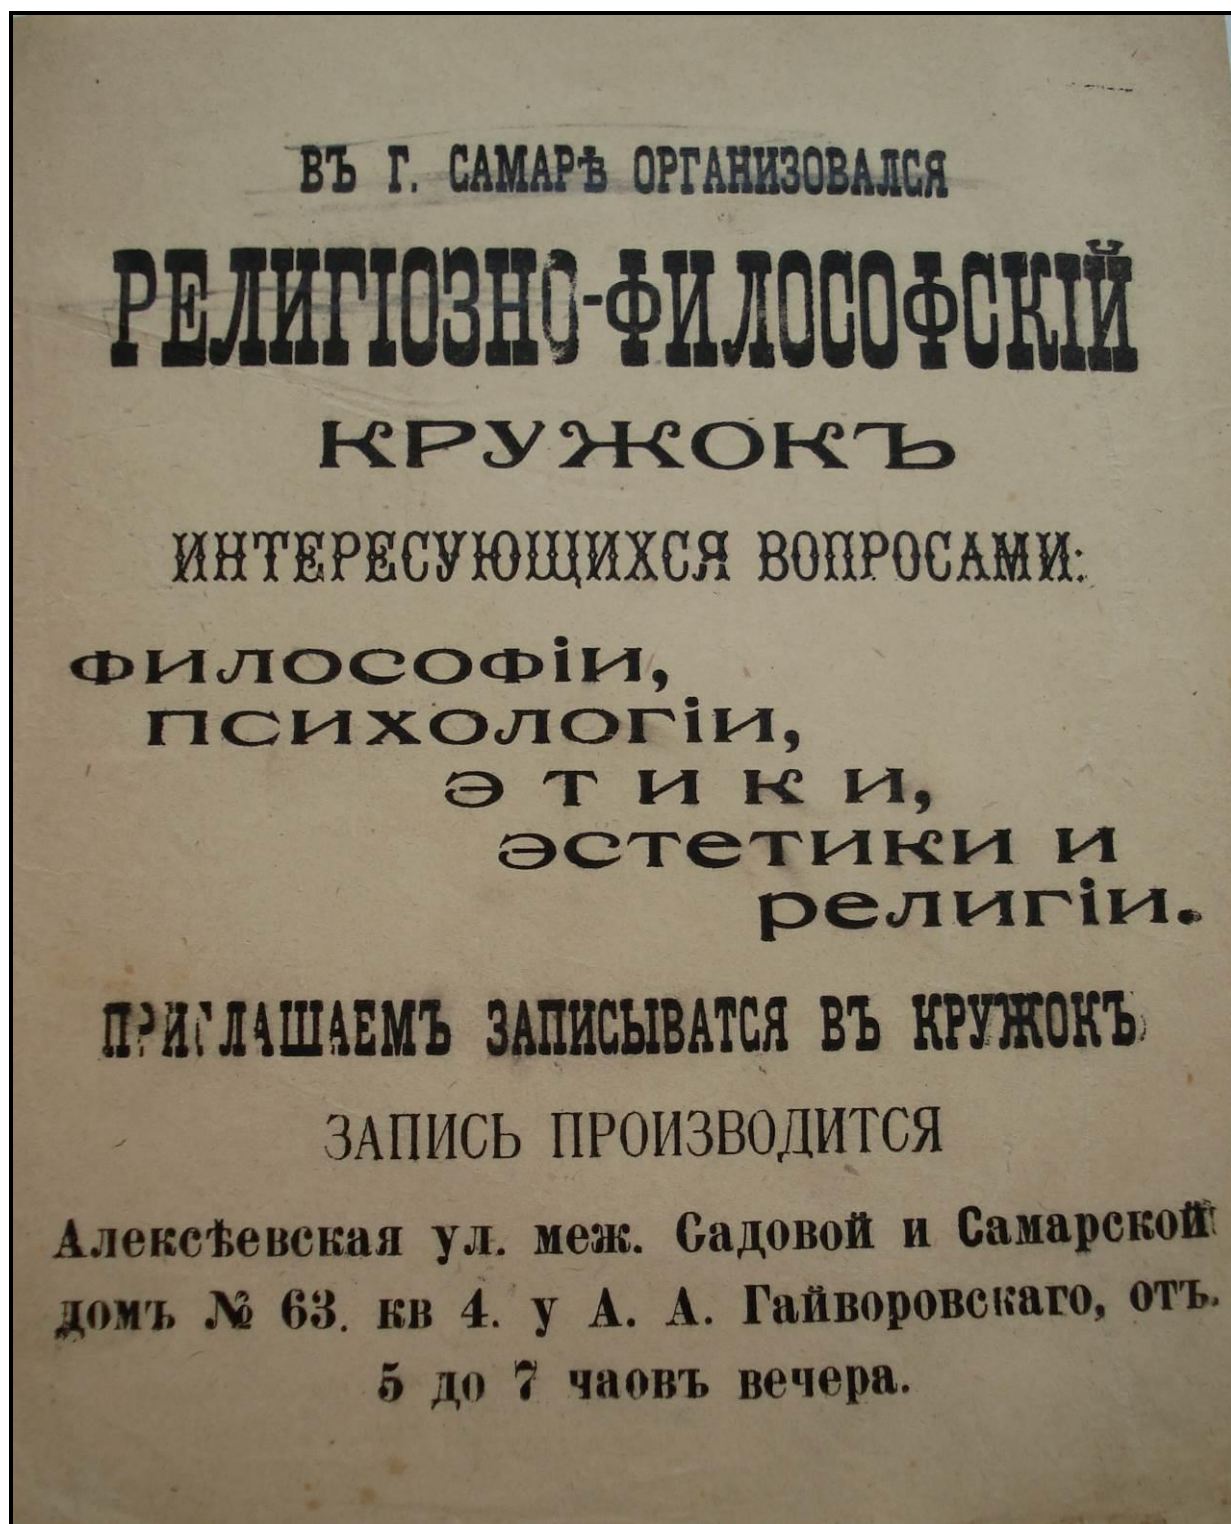 ВЪ Г. САМАРѢ ОРГАНИЗОВАЛСЯ
РЕЛИГІОЗНО-ФИЛОСОФСКІЙ
КРУЖОКЪ
ИНТЕРЕСУЮЩИХСЯ ВОПРОСАМИ:
философіи,
психологіи,
этики,
эстетики и
религіи.
ПРИГЛАШАЕМЪ ЗАПИСЫВАТСЯ ВЪ КРУЖОКЪ
ЗАПИСЬ ПРОИЗВОДИТСЯ
Алексѣевская ул. меж. Садовой и Самарской
домъ № 63. кв 4. у А. А. Гайворовскаго, отъ.
5 до 7 чаовъ вечера.